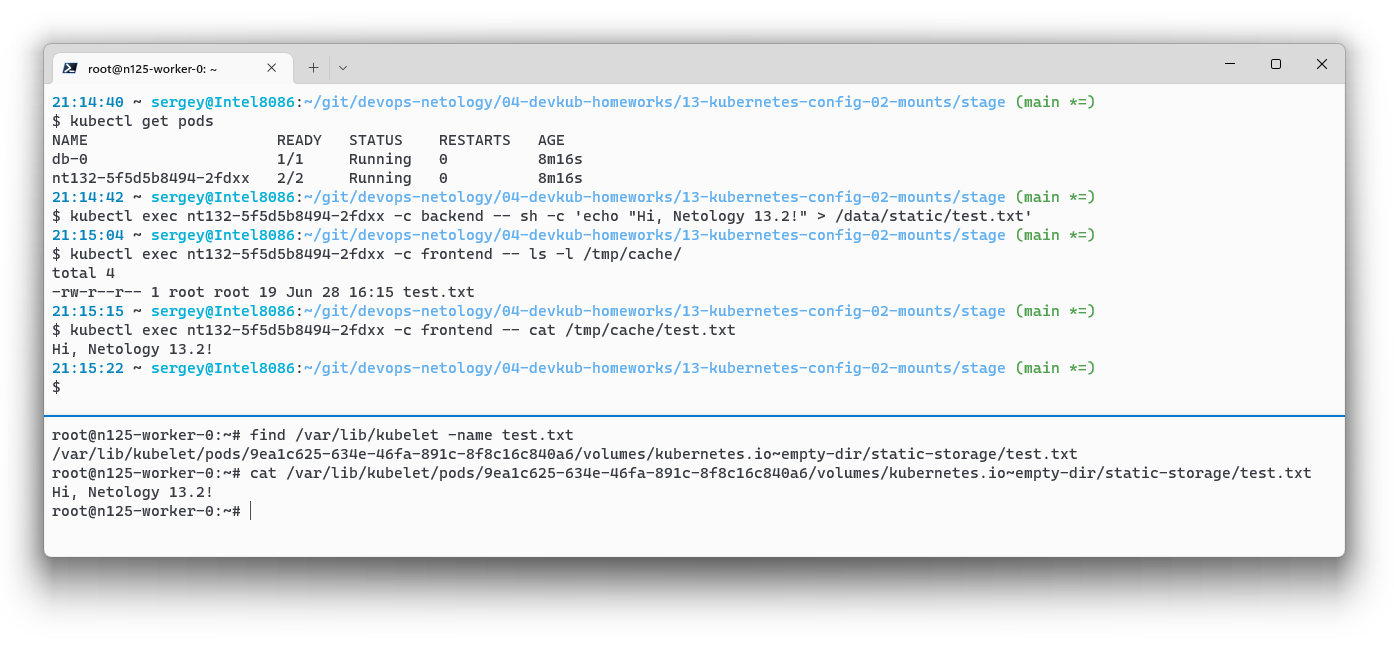 root@n125-worker-0: ~
21:14:40 ~ sergey@Intel8086:~/git/devops-netology/04-devkub-homeworks/13-kubernetes-config-02-mounts/stage (main *=)
$ kubectl get pods
NAME                     READY   STATUS    RESTARTS   AGE
db-0                     1/1     Running   0          8m16s
nt132-5f5d5b8494-2fdxx   2/2     Running   0          8m16s
21:14:42 ~ sergey@Intel8086:~/git/devops-netology/04-devkub-homeworks/13-kubernetes-config-02-mounts/stage (main *=)
$ kubectl exec nt132-5f5d5b8494-2fdxx -c backend -- sh -c 'echo "Hi, Netology 13.2!" > /data/static/test.txt'
21:15:04 ~ sergey@Intel8086:~/git/devops-netology/04-devkub-homeworks/13-kubernetes-config-02-mounts/stage (main *=)
$ kubectl exec nt132-5f5d5b8494-2fdxx -c frontend -- ls -l /tmp/cache/
total 4
-rw-r--r-- 1 root root 19 Jun 28 16:15 test.txt
21:15:15 ~ sergey@Intel8086:~/git/devops-netology/04-devkub-homeworks/13-kubernetes-config-02-mounts/stage (main *=)
$ kubectl exec nt132-5f5d5b8494-2fdxx -c frontend -- cat /tmp/cache/test.txt
Hi, Netology 13.2!
21:15:22 ~ sergey@Intel8086:~/git/devops-netology/04-devkub-homeworks/13-kubernetes-config-02-mounts/stage (main *=)
$
root@n125-worker-0:~# find /var/lib/kubelet -name test.txt
/var/lib/kubelet/pods/9ea1c625-634e-46fa-891c-8f8c16c840a6/volumes/kubernetes.io~empty-dir/static-storage/test.txt
root@n125-worker-0:~# cat /var/lib/kubelet/pods/9ea1c625-634e-46fa-891c-8f8c16c840a6/volumes/kubernetes.io~empty-dir/static-storage/test.txt
Hi, Netology 13.2!
root@n125-worker-0:~#